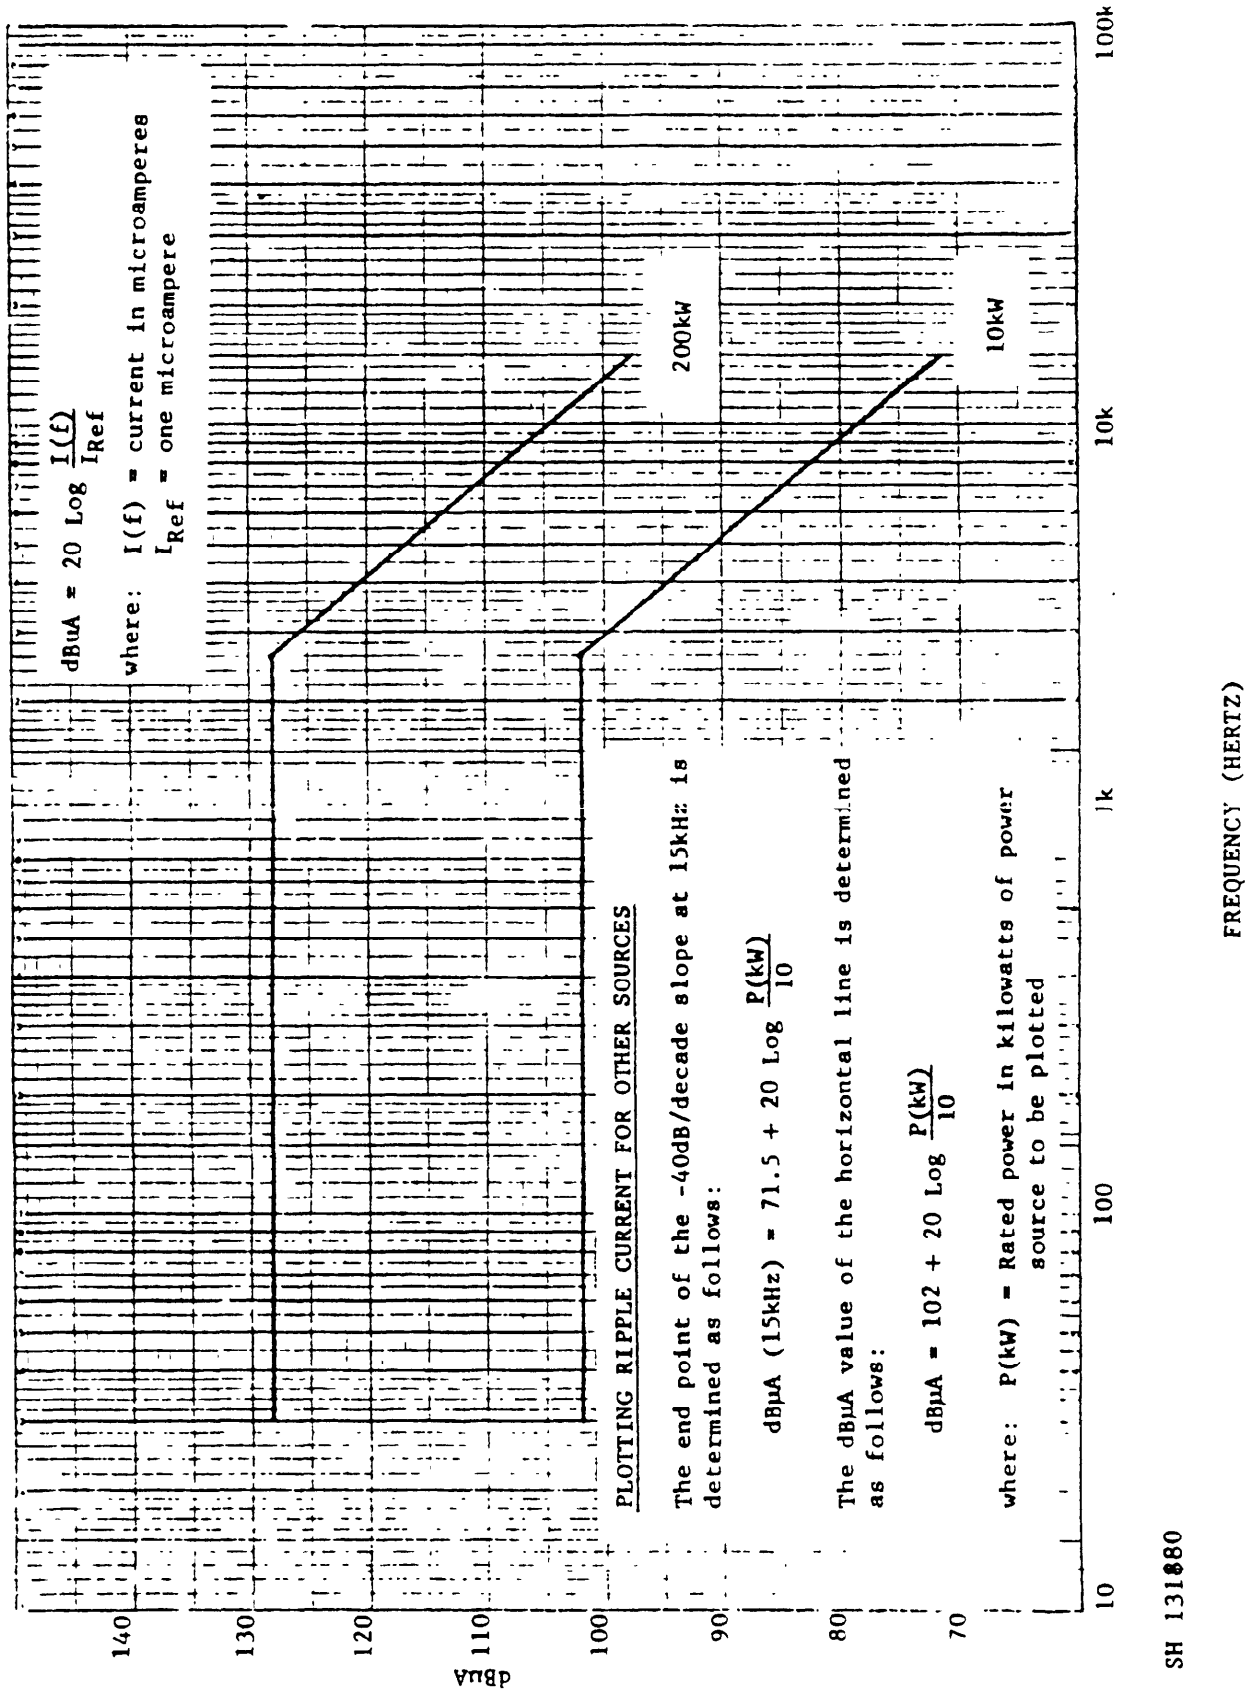 dBuA = 20 Log I(f)
I Ref
where: I(f) = current in microamperes
I Ref = one microampere
200kW
10kW
PLOTTING RIPPLE CURRENT FOR OTHER SOURCES
The end point of the -40dB/decade slope at 15kHz is
determined as follows:
dBµA (15kHz) = 71.5 + 20 Log P(kW)
10
The dBµA value of the horizontal line is determined
as follows:
dBµA = 102 + 20 Log P(kW)
10
where: P(kW) = Rated power in kilowatts of power
source to be plotted
dBuA
140
130
120
110
100
90
80
70
10
100
1k
10k
100k
FREQUENCY (HERTZ)
SH 131880